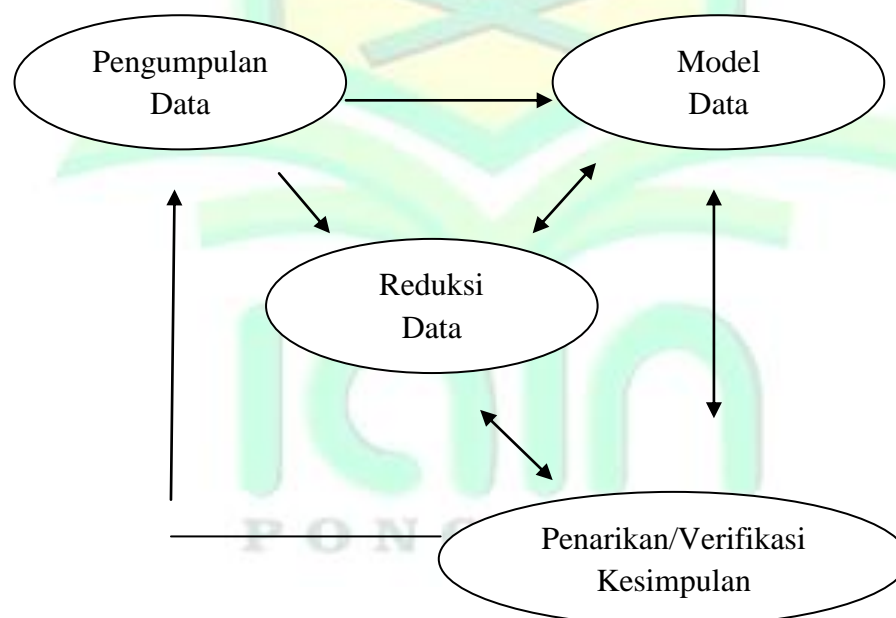 Pengumpulan
Data
Model
Data
Reduksi
Data
Penarikan/Verifikasi
Kesimpulan